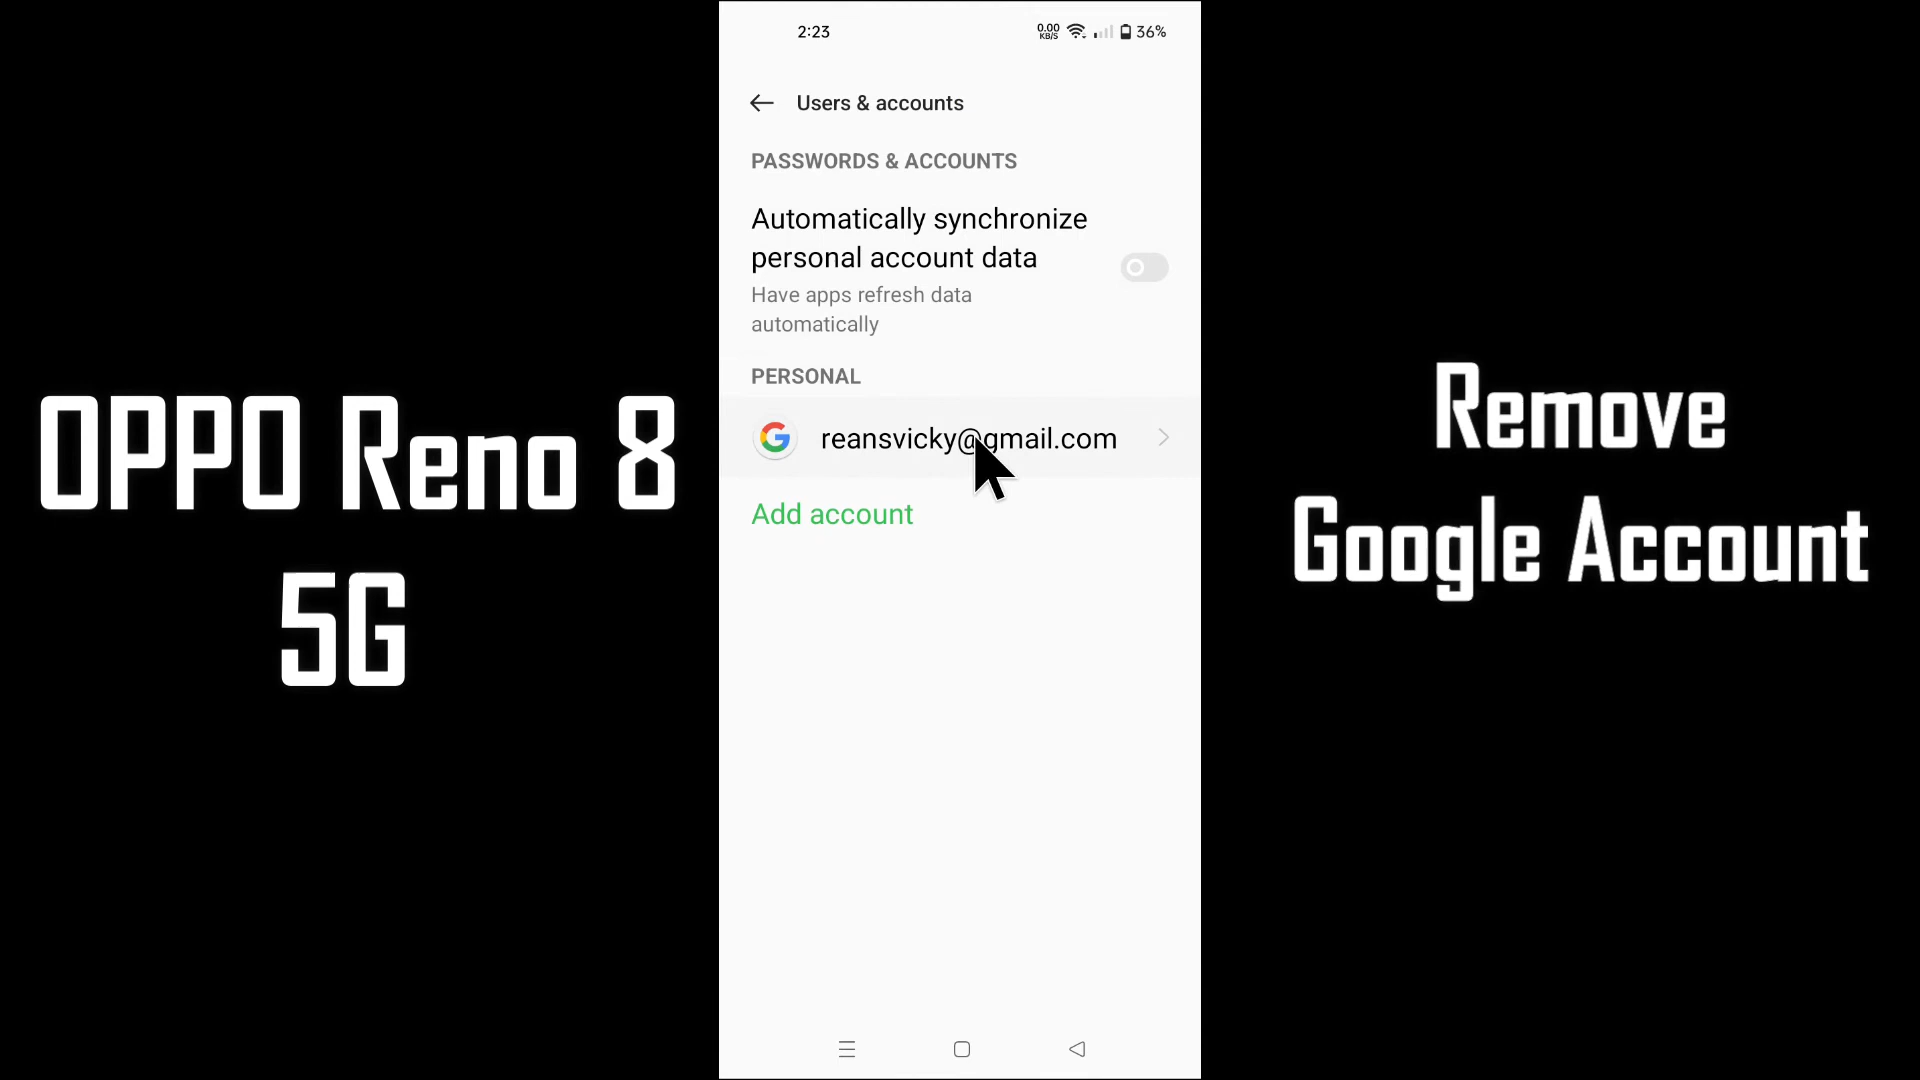 OPPO Reno 8
5G
2:23
0.00
KB/S
36%
Users & accounts
PASSWORDS & ACCOUNTS
Automatically synchronize
personal account data
Have apps refresh data
automatically
PERSONAL
reansvicky@gmail.com
Add account
Remove
Google Account